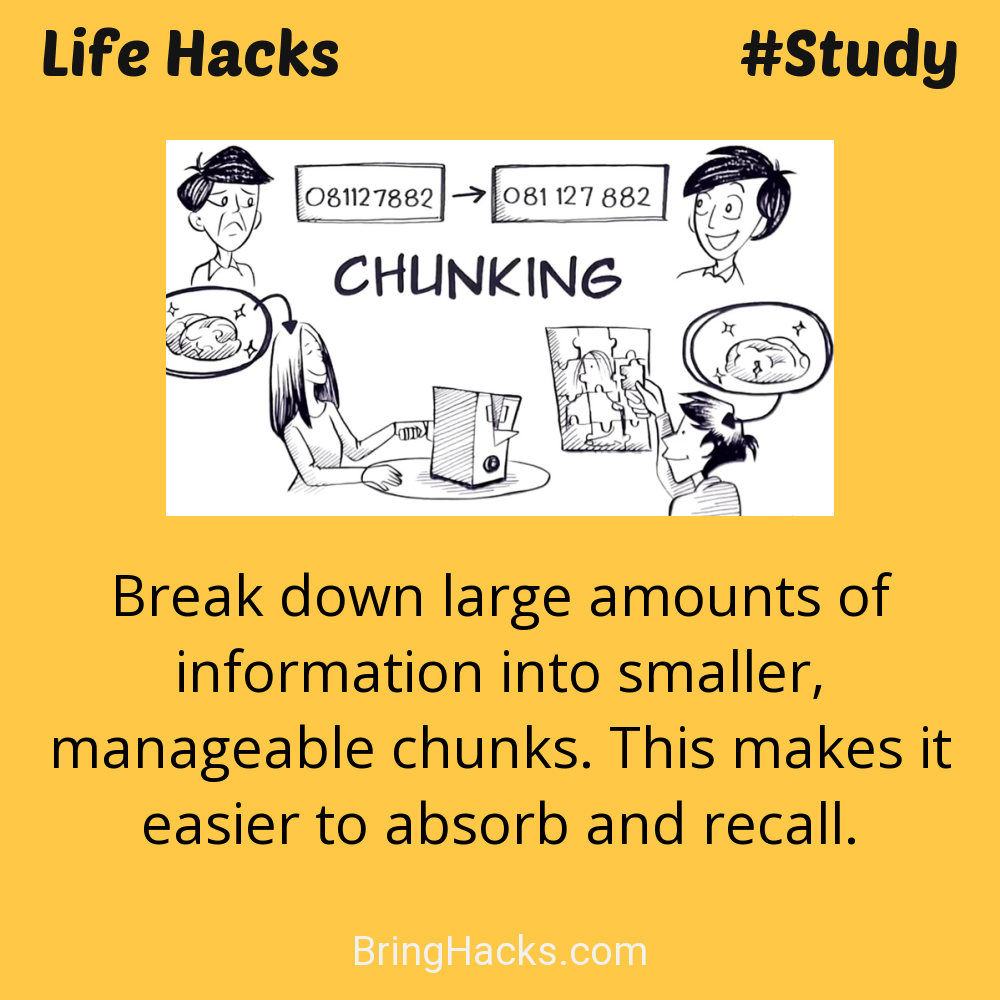 Life Hacks #Study
081127882 → 081 127 882
CHUNKING
Break down large amounts of
information into smaller,
manageable chunks. This makes it
easier to absorb and recall.
BringHacks.com